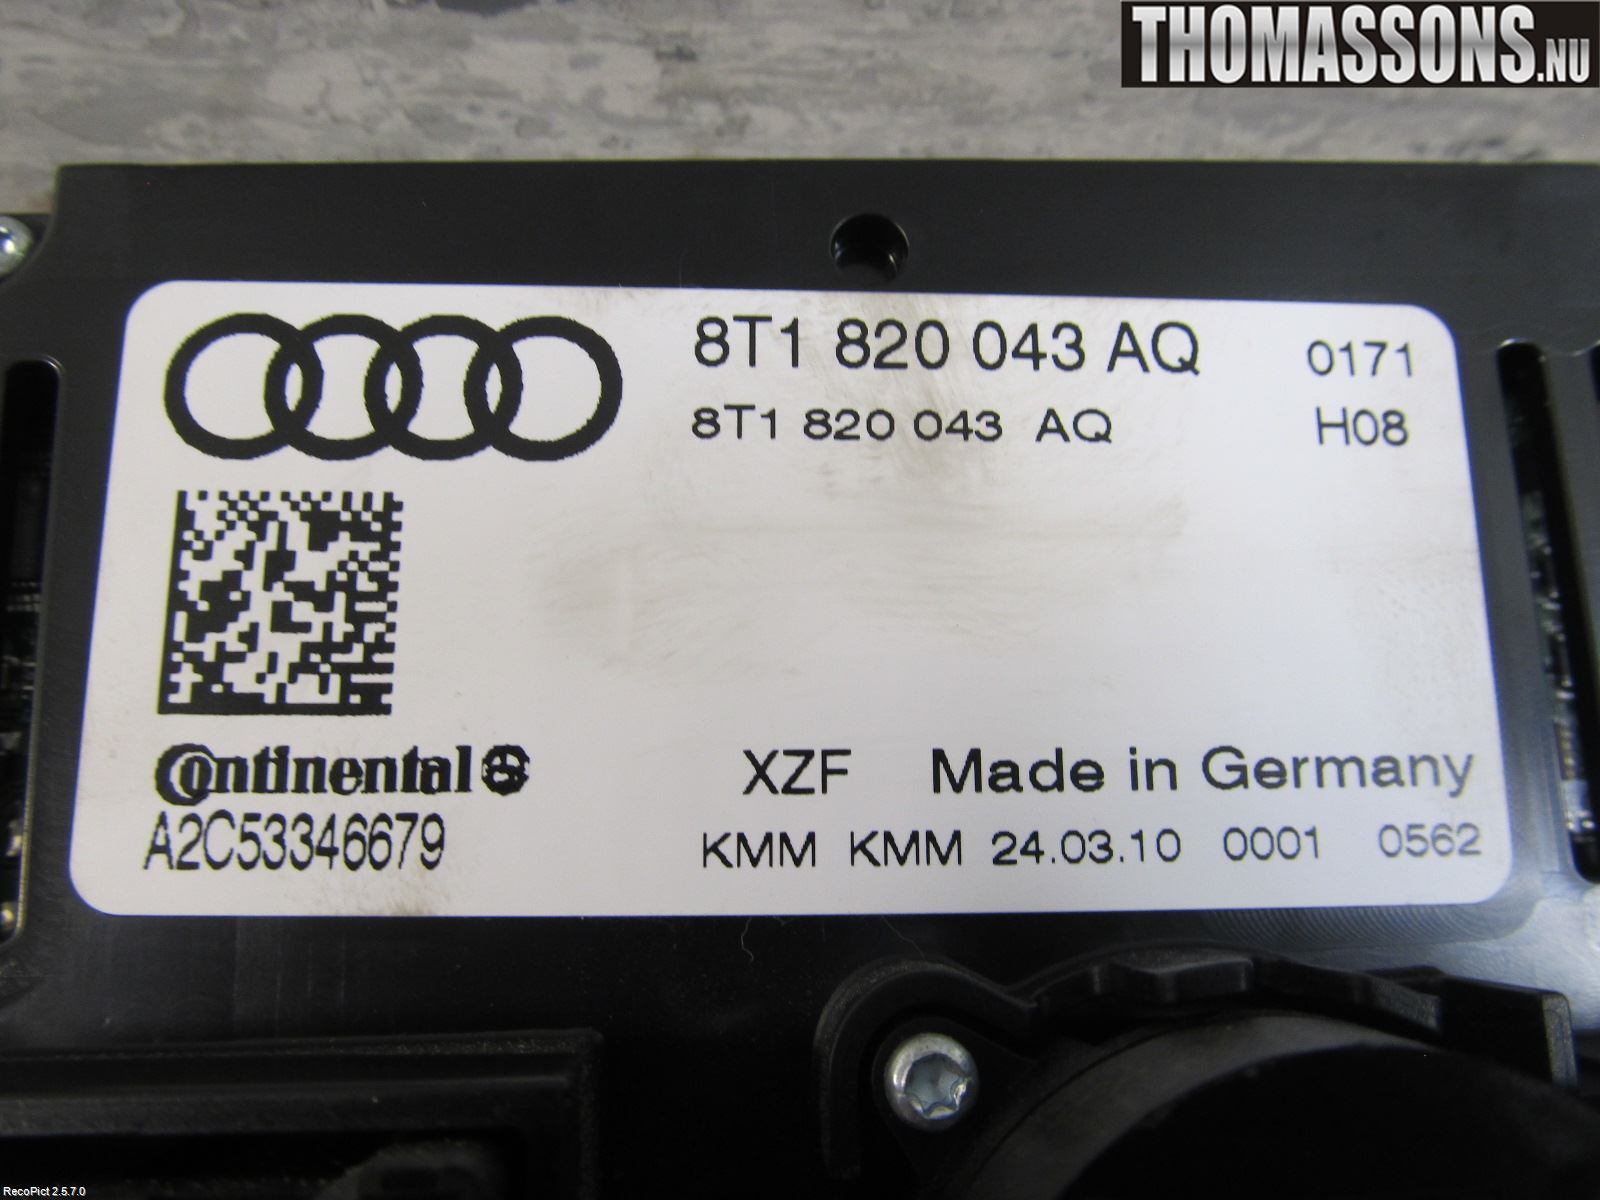 THOMASSONS.NU
8T1 820 043 AQ 0171
8T1 820 043 AQ H08
Continental
XZF Made in Germany
A2C53346679
KMM KMM 24.03.10 0001 0562
RecoPict 2.5.7.0